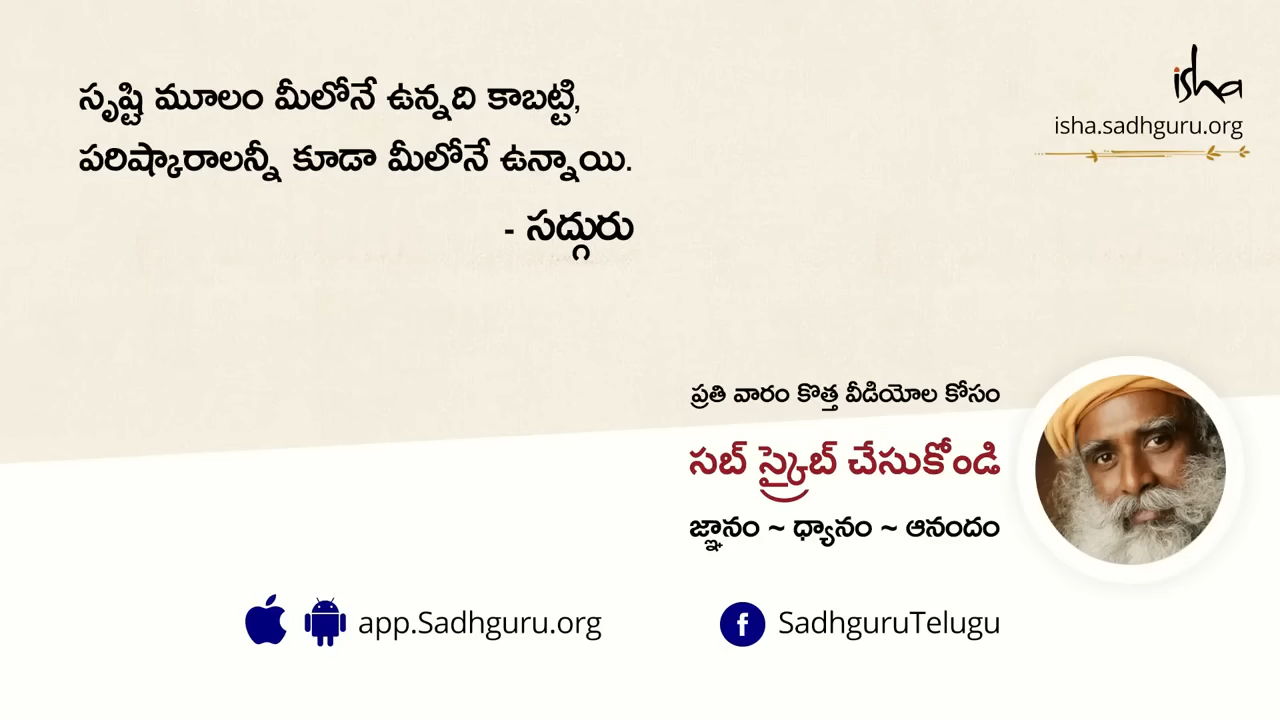 సృష్టి మూలం మీలోనే ఉన్నది కాబట్టి,
పరిష్కారాలన్నీ కూడా మీలోనే ఉన్నాయి.
- సద్గురు
isha
isha.sadhguru.org
ప్రతి వారం కొత్త వీడియోల కోసం
సబ్ స్క్రైబ్ చేసుకోండి
జ్ఞానం ~ ధ్యానం ~ ఆనందం
app.Sadhguru.org
SadhguruTelugu